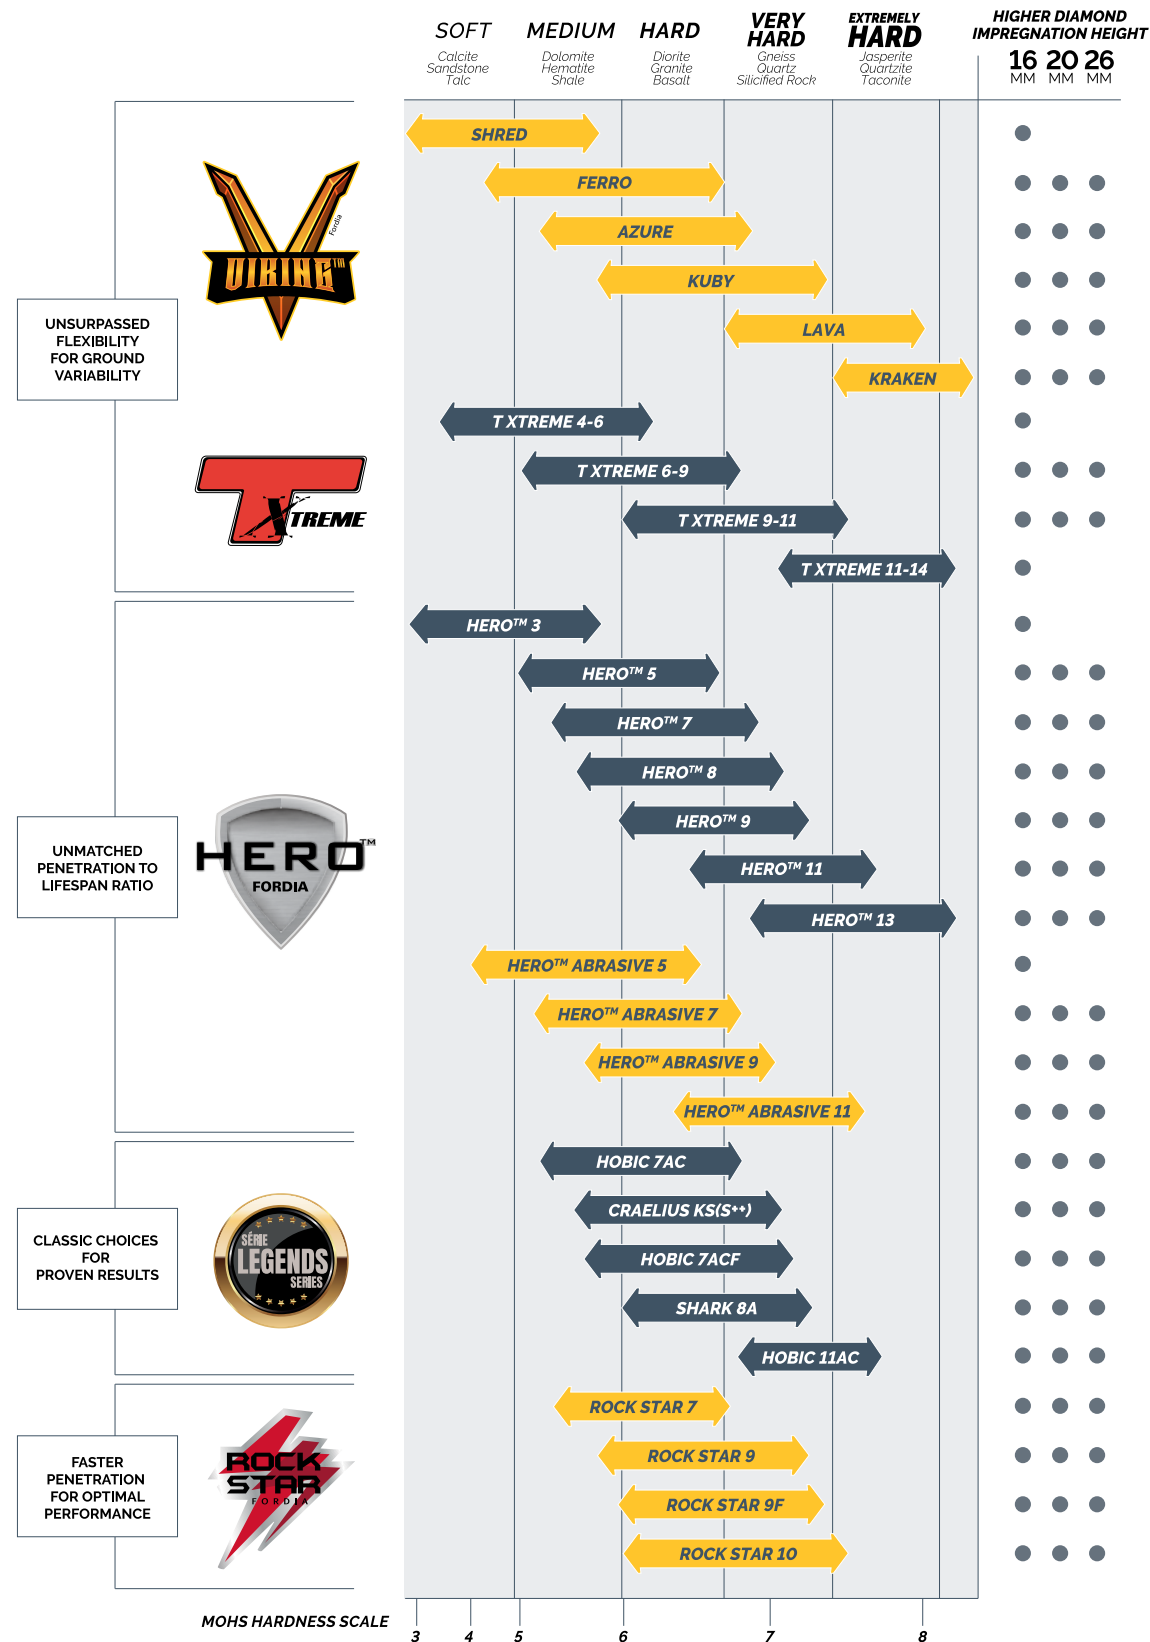 SOFT
Calcite
Sandstone
Talc
MEDIUM
Dolomite
Hematite
Shale
HARD
Diorite
Granite
Basalt
VERY
HARD
Gneiss
Quartz
Silicified Rock
EXTREMELY
HARD
Jasperite
Quartzite
Taconite
HIGHER DIAMOND
IMPREGNATION HEIGHT
16 20 26
MM MM MM
UNSURPASSED
FLEXIBILITY
FOR GROUND
VARIABILITY
Fordia
VIKING™
SHRED
FERRO
AZURE
KUBY
LAVA
KRAKEN
T XTREME
T XTREME 4-6
T XTREME 6-9
T XTREME 9-11
T XTREME 11-14
UNMATCHED
PENETRATION TO
LIFESPAN RATIO
HERO™
FORDIA
HERO™ 3
HERO™ 5
HERO™ 7
HERO™ 8
HERO™ 9
HERO™ 11
HERO™ 13
HERO™ ABRASIVE 5
HERO™ ABRASIVE 7
HERO™ ABRASIVE 9
HERO™ ABRASIVE 11
CLASSIC CHOICES
FOR
PROVEN RESULTS
SÉRIE
LEGENDS
SERIES
HOBIC 7AC
CRAELIUS KS(S++)
HOBIC 7ACF
SHARK 8A
HOBIC 11AC
FASTER
PENETRATION
FOR OPTIMAL
PERFORMANCE
ROCK
STAR
FORDIA
ROCK STAR 7
ROCK STAR 9
ROCK STAR 9F
ROCK STAR 10
MOHS HARDNESS SCALE
3 4 5 6 7 8